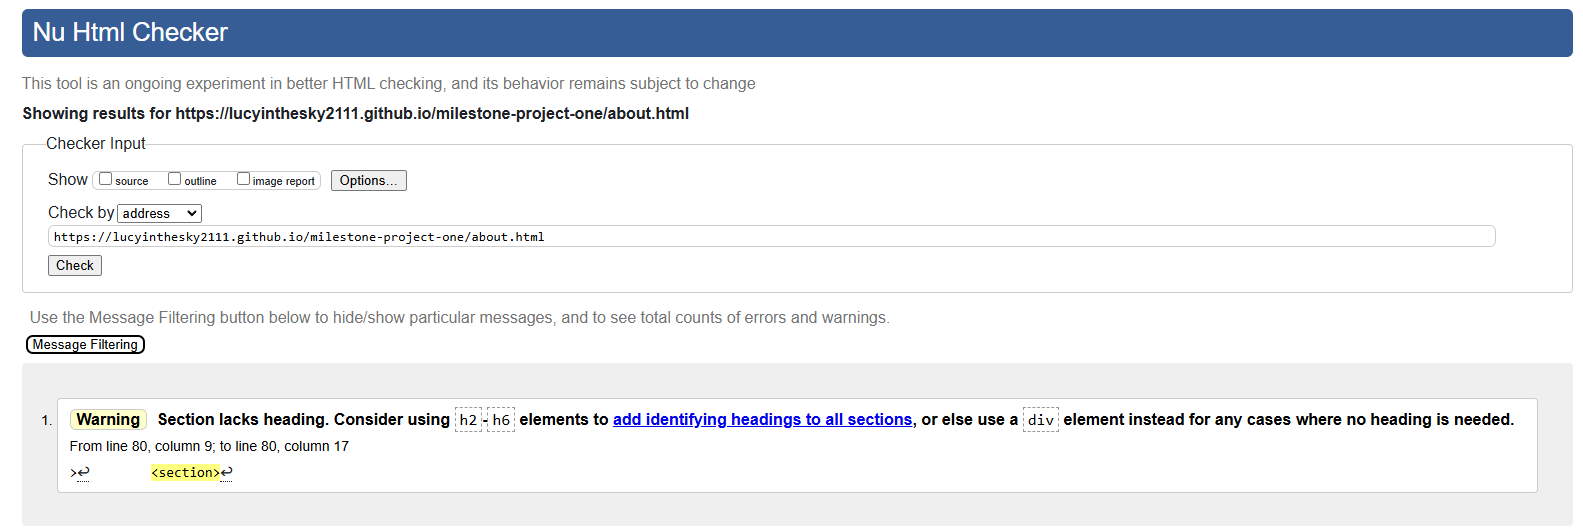 Nu Html Checker
This tool is an ongoing experiment in better HTML checking, and its behavior remains subject to change
Showing results for https://lucyinthesky2111.github.io/milestone-project-one/about.html
Checker Input
Show source outline image report Options...
Check by address
https://lucyinthesky2111.github.io/milestone-project-one/about.html
Check
Use the Message Filtering button below to hide/show particular messages, and to see total counts of errors and warnings.
Message Filtering
1. Warning Section lacks heading. Consider using h2-h6 elements to add identifying headings to all sections, or else use a div element instead for any cases where no heading is needed.
From line 80, column 9; to line 80, column 17
>↩ <section>↩